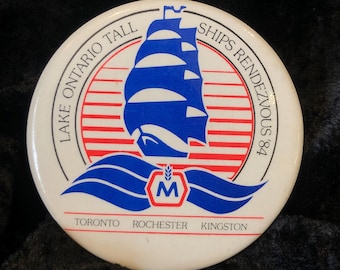 LAKE ONTARIO TALL SHIPS RENDEZVOUS '84
M
TORONTO ROCHESTER KINGSTON